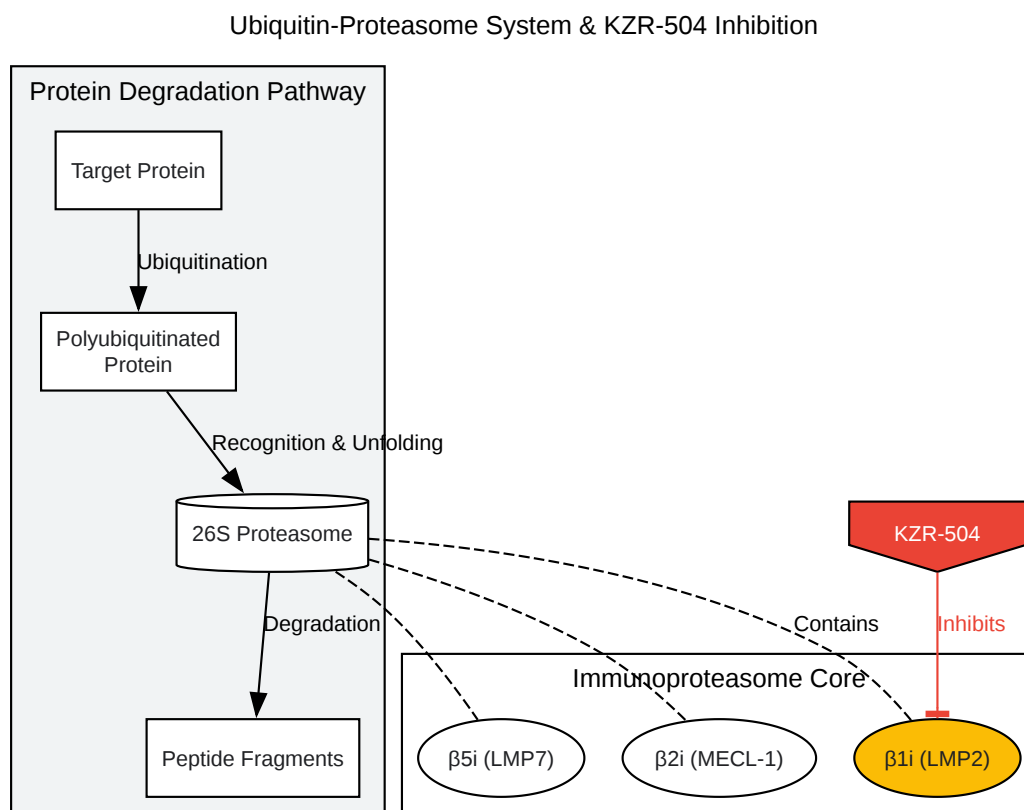 Ubiquitin-Proteasome System & KZR-504 Inhibition
Protein Degradation Pathway
Target Protein
Ubiquitination
Polyubiquitinated
Protein
Recognition & Unfolding
26S Proteasome
KZR-504
Degradation
Contains
Inhibits
Immunoproteasome Core
Peptide Fragments
β5i (LMP7)
β2i (MECL-1)
β1i (LMP2)